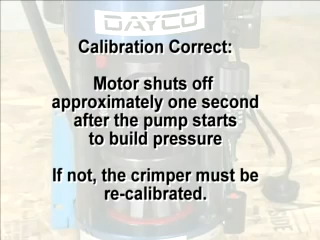 DAYCO
Calibration Correct:
Motor shuts off
approximately one second
after the pump starts
to build pressure
If not, the crimper must be
re-calibrated.